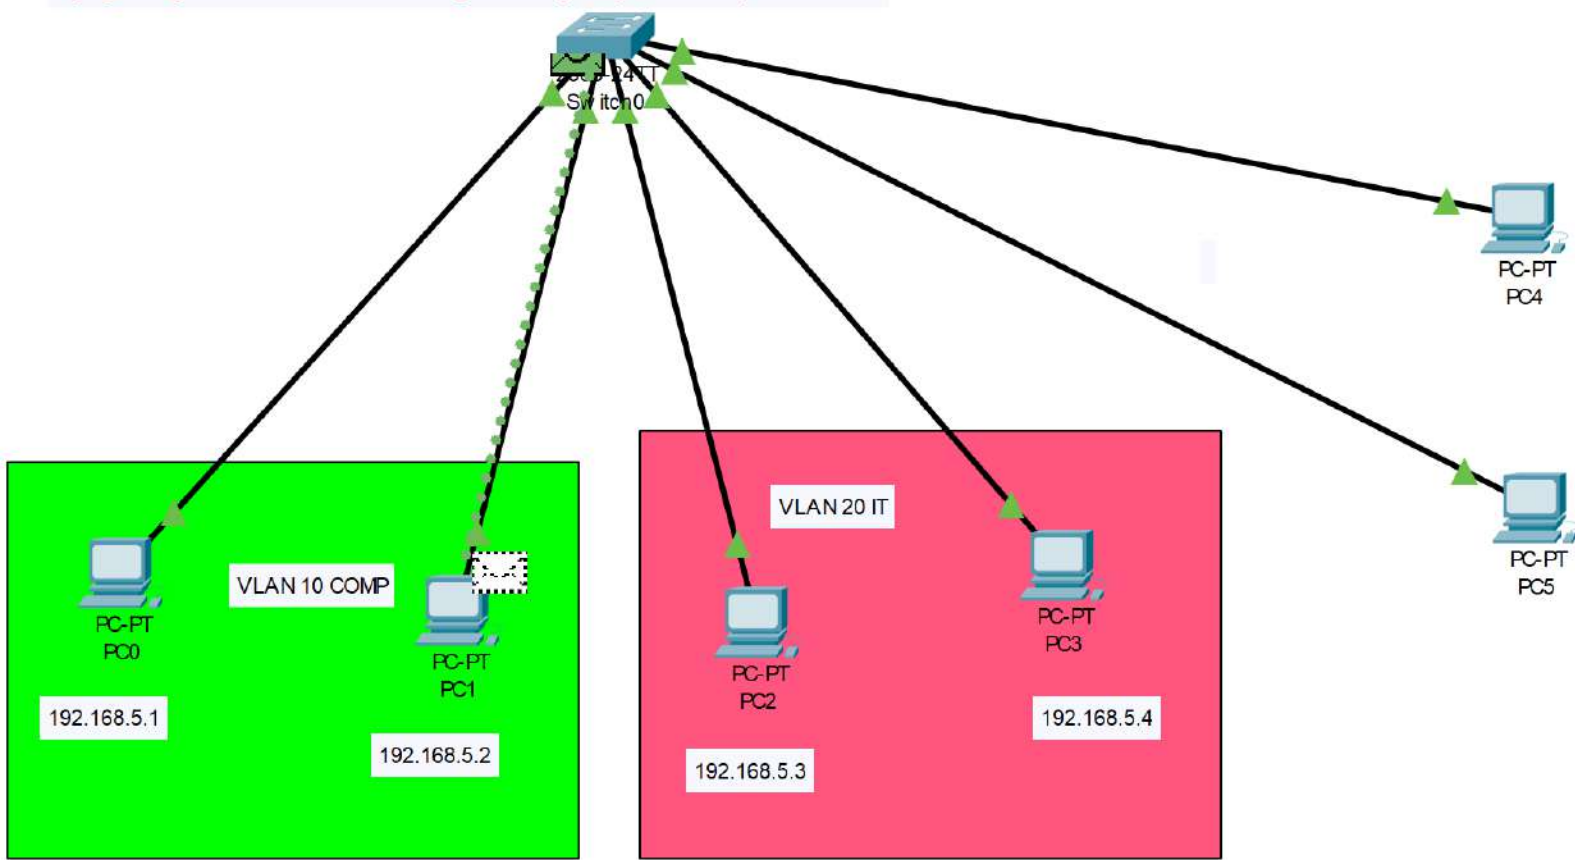 Switch0
PC-PT
PC4
PC-PT
PC5
VLAN 20 IT
VLAN 10 COMP
PC-PT
PC0
PC-PT
PC1
PC-PT
PC2
PC-PT
PC3
192.168.5.1
192.168.5.2
192.168.5.3
192.168.5.4